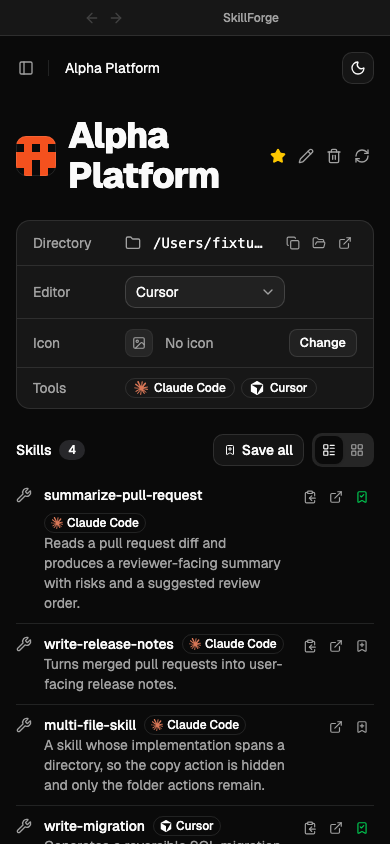 SkillForge
Alpha Platform
Alpha
Platform
Directory
/Users/fixtu…
Editor
Cursor
Icon
No icon
Change
Tools
Claude Code
Cursor
Skills
4
Save all
summarize-pull-request
Claude Code
Reads a pull request diff and
produces a reviewer-facing summary
with risks and a suggested review
order.
write-release-notes
Claude Code
Turns merged pull requests into user-
facing release notes.
multi-file-skill
Claude Code
A skill whose implementation spans a
directory, so the copy action is hidden
and only the folder actions remain.
write-migration
Cursor